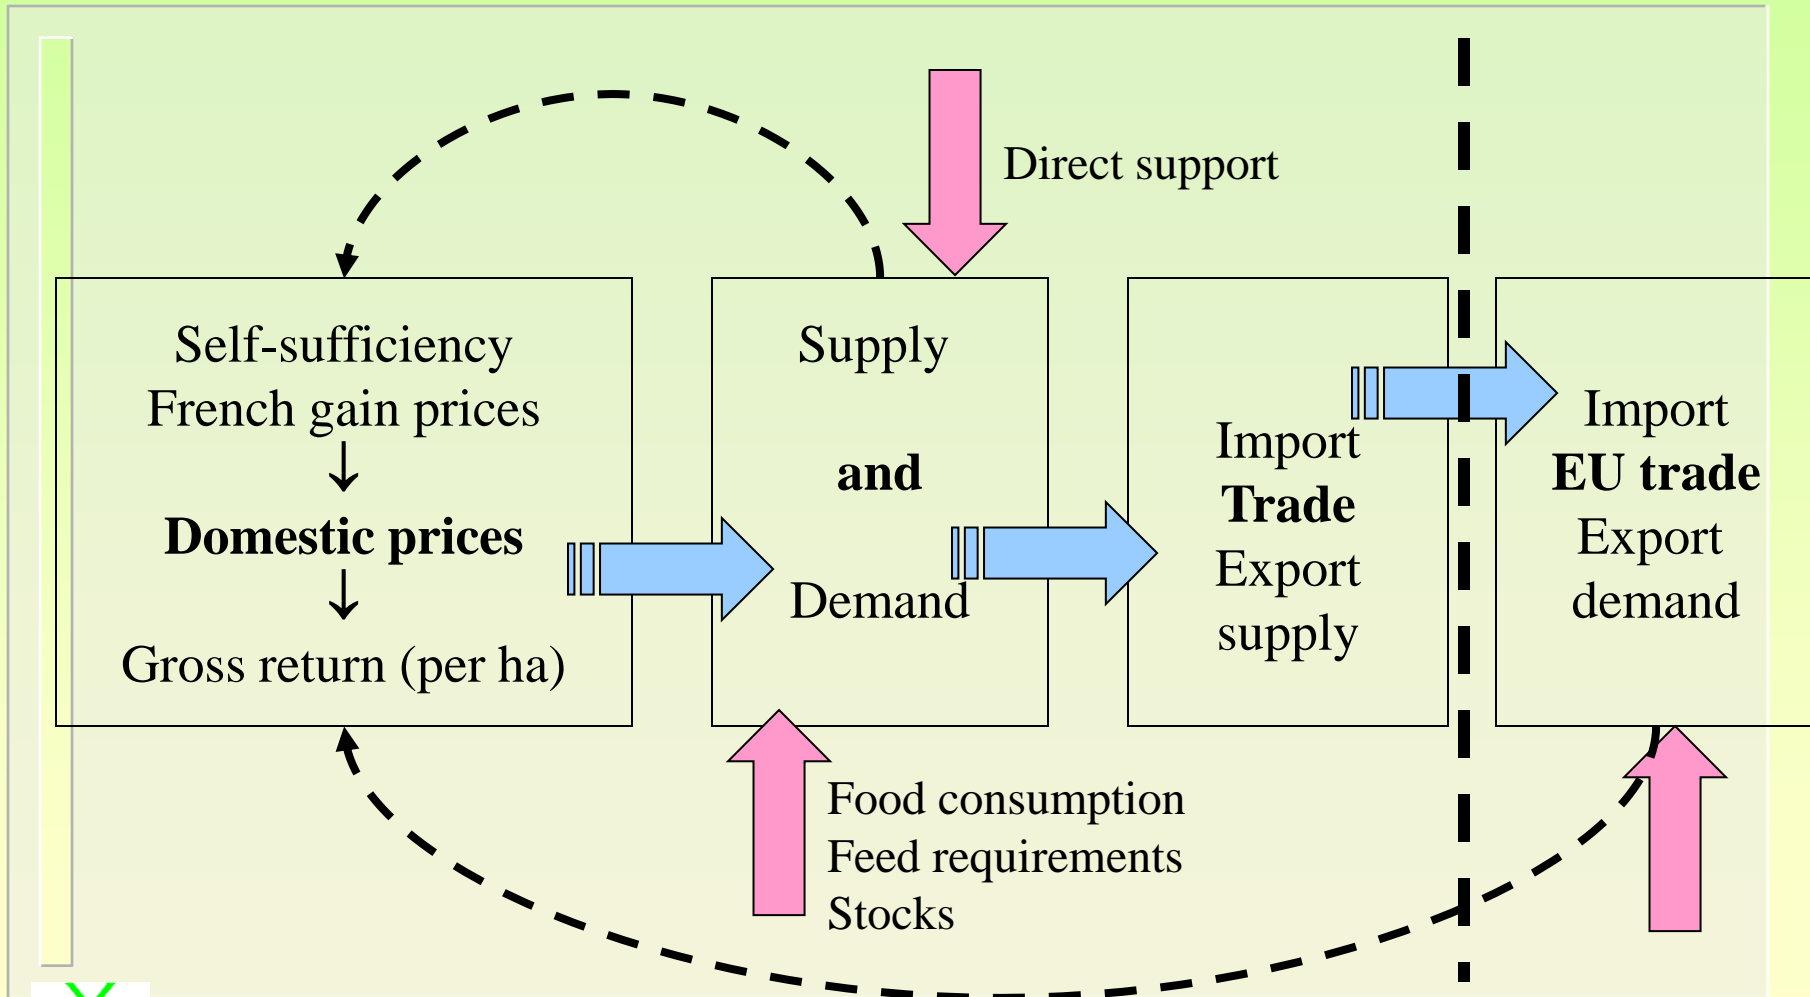 Direct support
Self-sufficiency
French gain prices
↓
Domestic prices
↓
Gross return (per ha)
Supply
and
Demand
Import
Trade
Export
supply
Import
EU trade
Export
demand
Food consumption
Feed requirements
Stocks